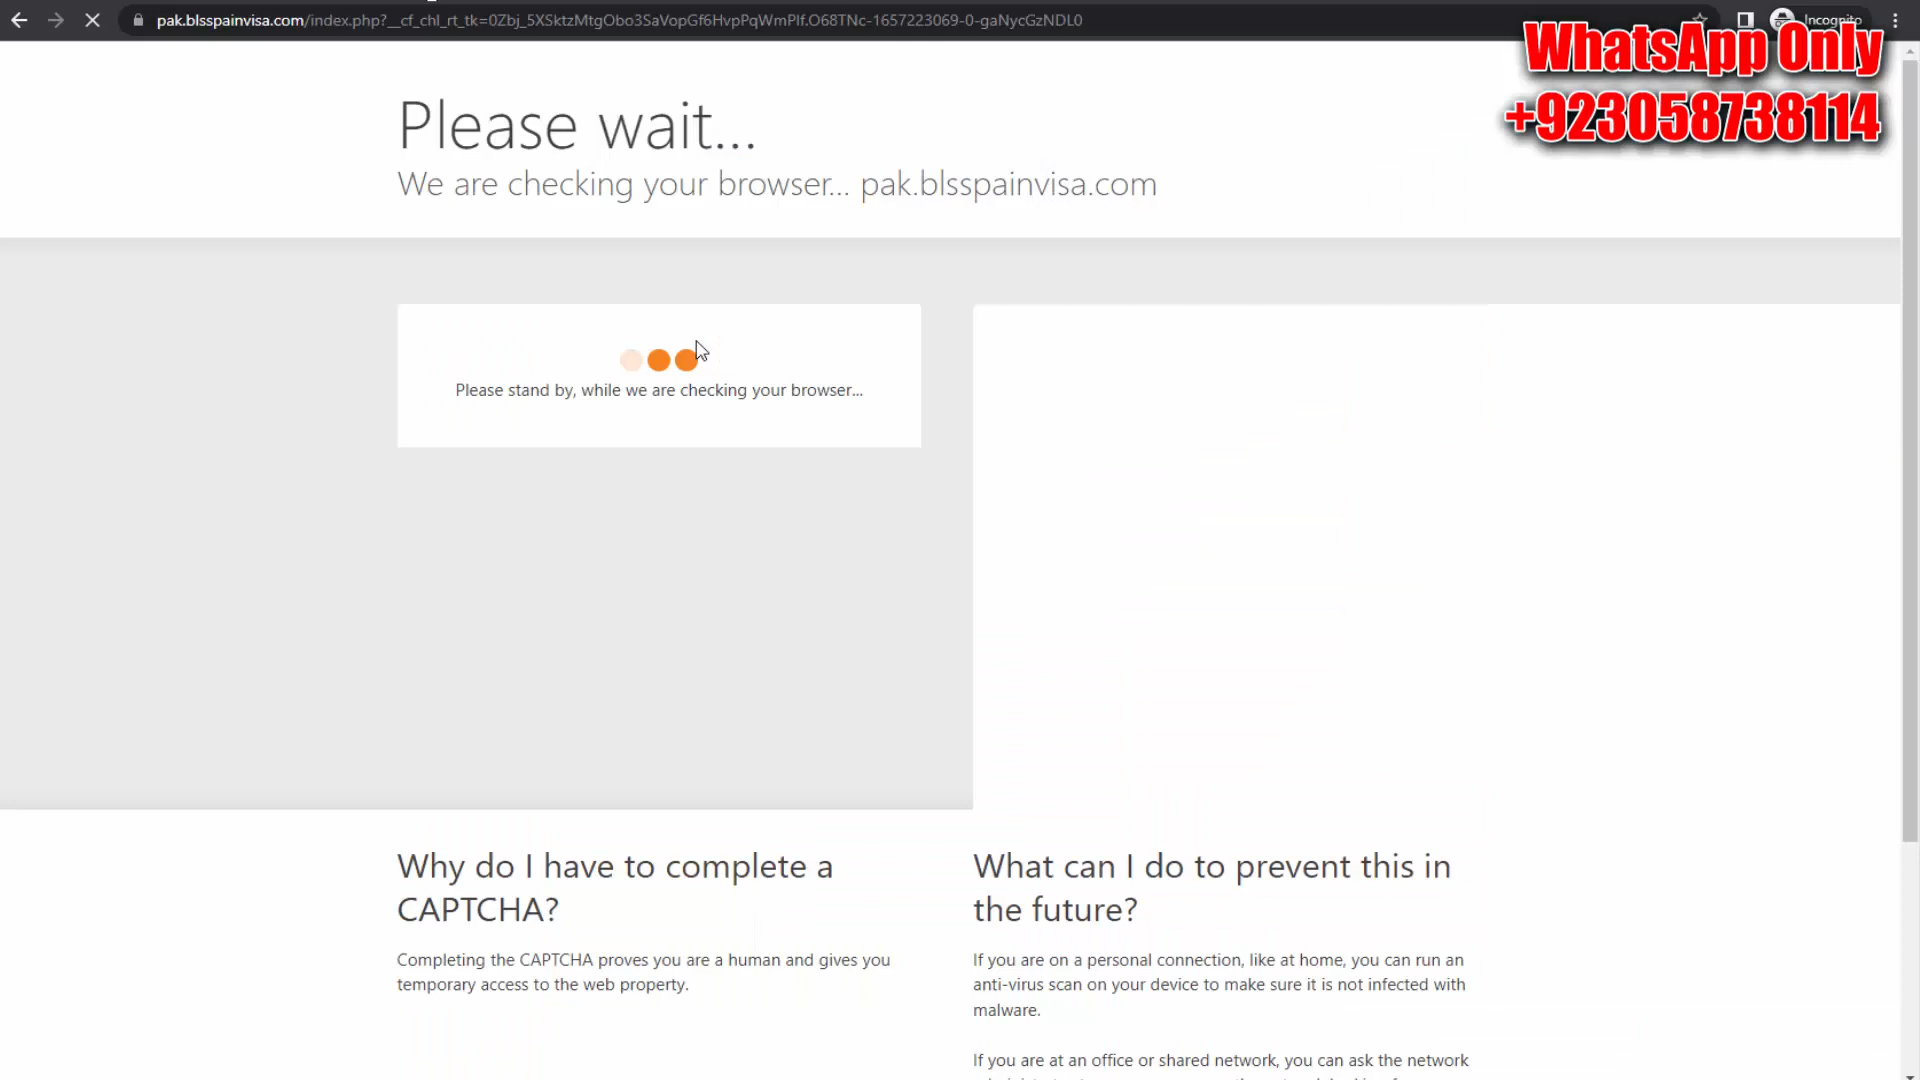 pak.blsspainvisa.com/index.php?__cf_chl_rt_tk=0Zbj_5XSktzMtgObo3SaVopGf6HvpPqWmPlf.O68TNc-1657223069-0-gaNycGzNDL0
Incognito
WhatsApp Only
+923058738114
Please wait...
We are checking your browser... pak.blsspainvisa.com
Please stand by, while we are checking your browser...
Why do I have to complete a
CAPTCHA?
Completing the CAPTCHA proves you are a human and gives you
temporary access to the web property.
What can I do to prevent this in
the future?
If you are on a personal connection, like at home, you can run an
anti-virus scan on your device to make sure it is not infected with
malware.
If you are at an office or shared network, you can ask the network